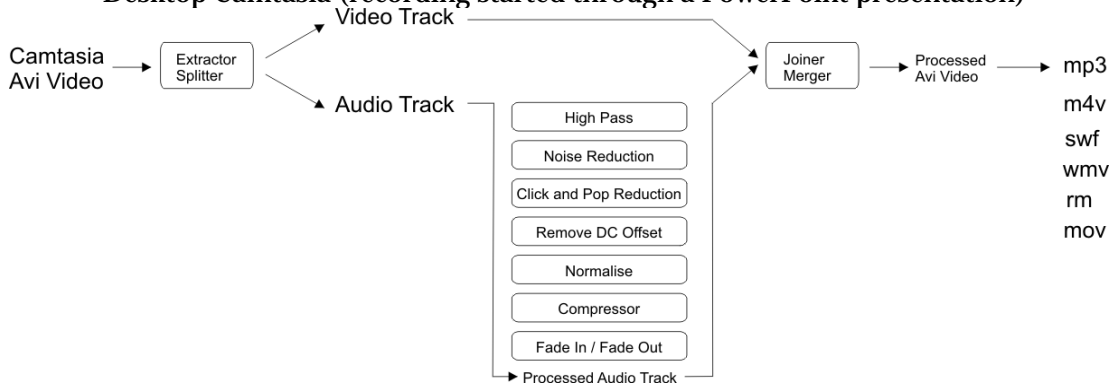 Desktop Camtasia (recording started through a PowerPoint presentation)
Video Track
Camtasia
Avi Video
Extractor
Splitter
Audio Track
High Pass
Noise Reduction
Click and Pop Reduction
Remove DC Offset
Normalise
Compressor
Fade In / Fade Out
Processed Audio Track
Joiner
Merger
Processed
Avi Video
mp3
m4v
swf
wmv
rm
mov